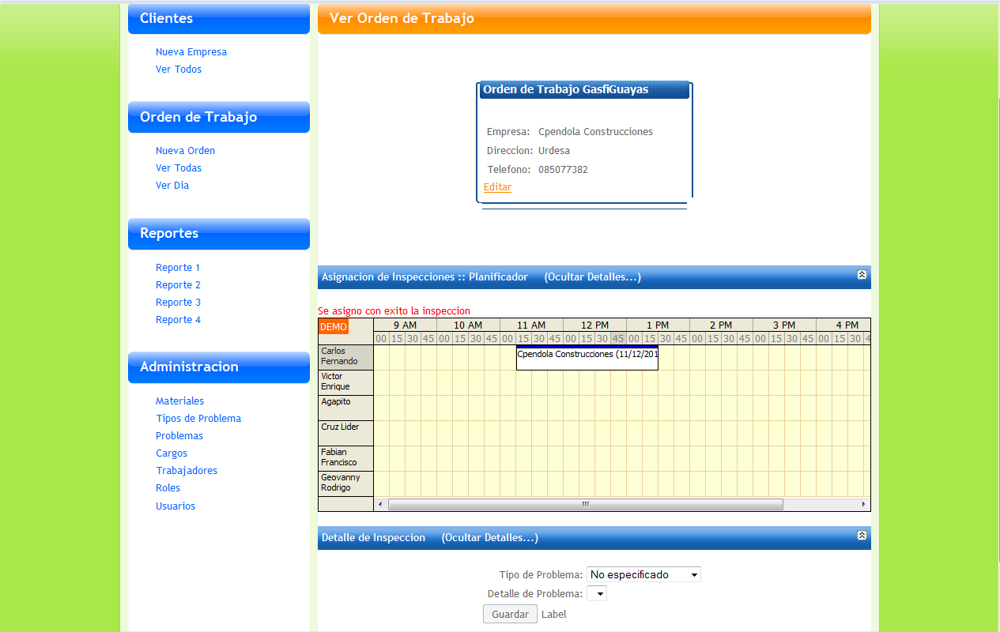 Clientes
Nueva Empresa
Ver Todos
Orden de Trabajo
Nueva Orden
Ver Todas
Ver Dia
Reportes
Reporte 1
Reporte 2
Reporte 3
Reporte 4
Administracion
Materiales
Tipos de Problema
Problemas
Cargos
Trabajadores
Roles
Usuarios
Ver Orden de Trabajo
Orden de Trabajo GasfiGuayas
Empresa: Cpendola Construcciones
Direccion: Urdesa
Telefono: 085077382
Editar
Asignacion de Inspecciones :: Planificador (Ocultar Detalles...)
Se asigno con exito la inspeccion
DEMO 9 AM 10 AM 11 AM 12 PM 1 PM 2 PM 3 PM 4 PM
00 15 30 45 00 15 30 45 00 15 30 45 00 15 30 45 00 15 30 45 00 15 30 45 00 15 30 45 00 15 30 4
Carlos
Fernando
Cpendola Construcciones (11/12/201
Victor
Enrique
Agapito
Cruz Lider
Fabian
Francisco
Geovanny
Rodrigo
Detalle de Inspeccion (Ocultar Detalles...)
Tipo de Problema: No especificado
Detalle de Problema:
Guardar Label